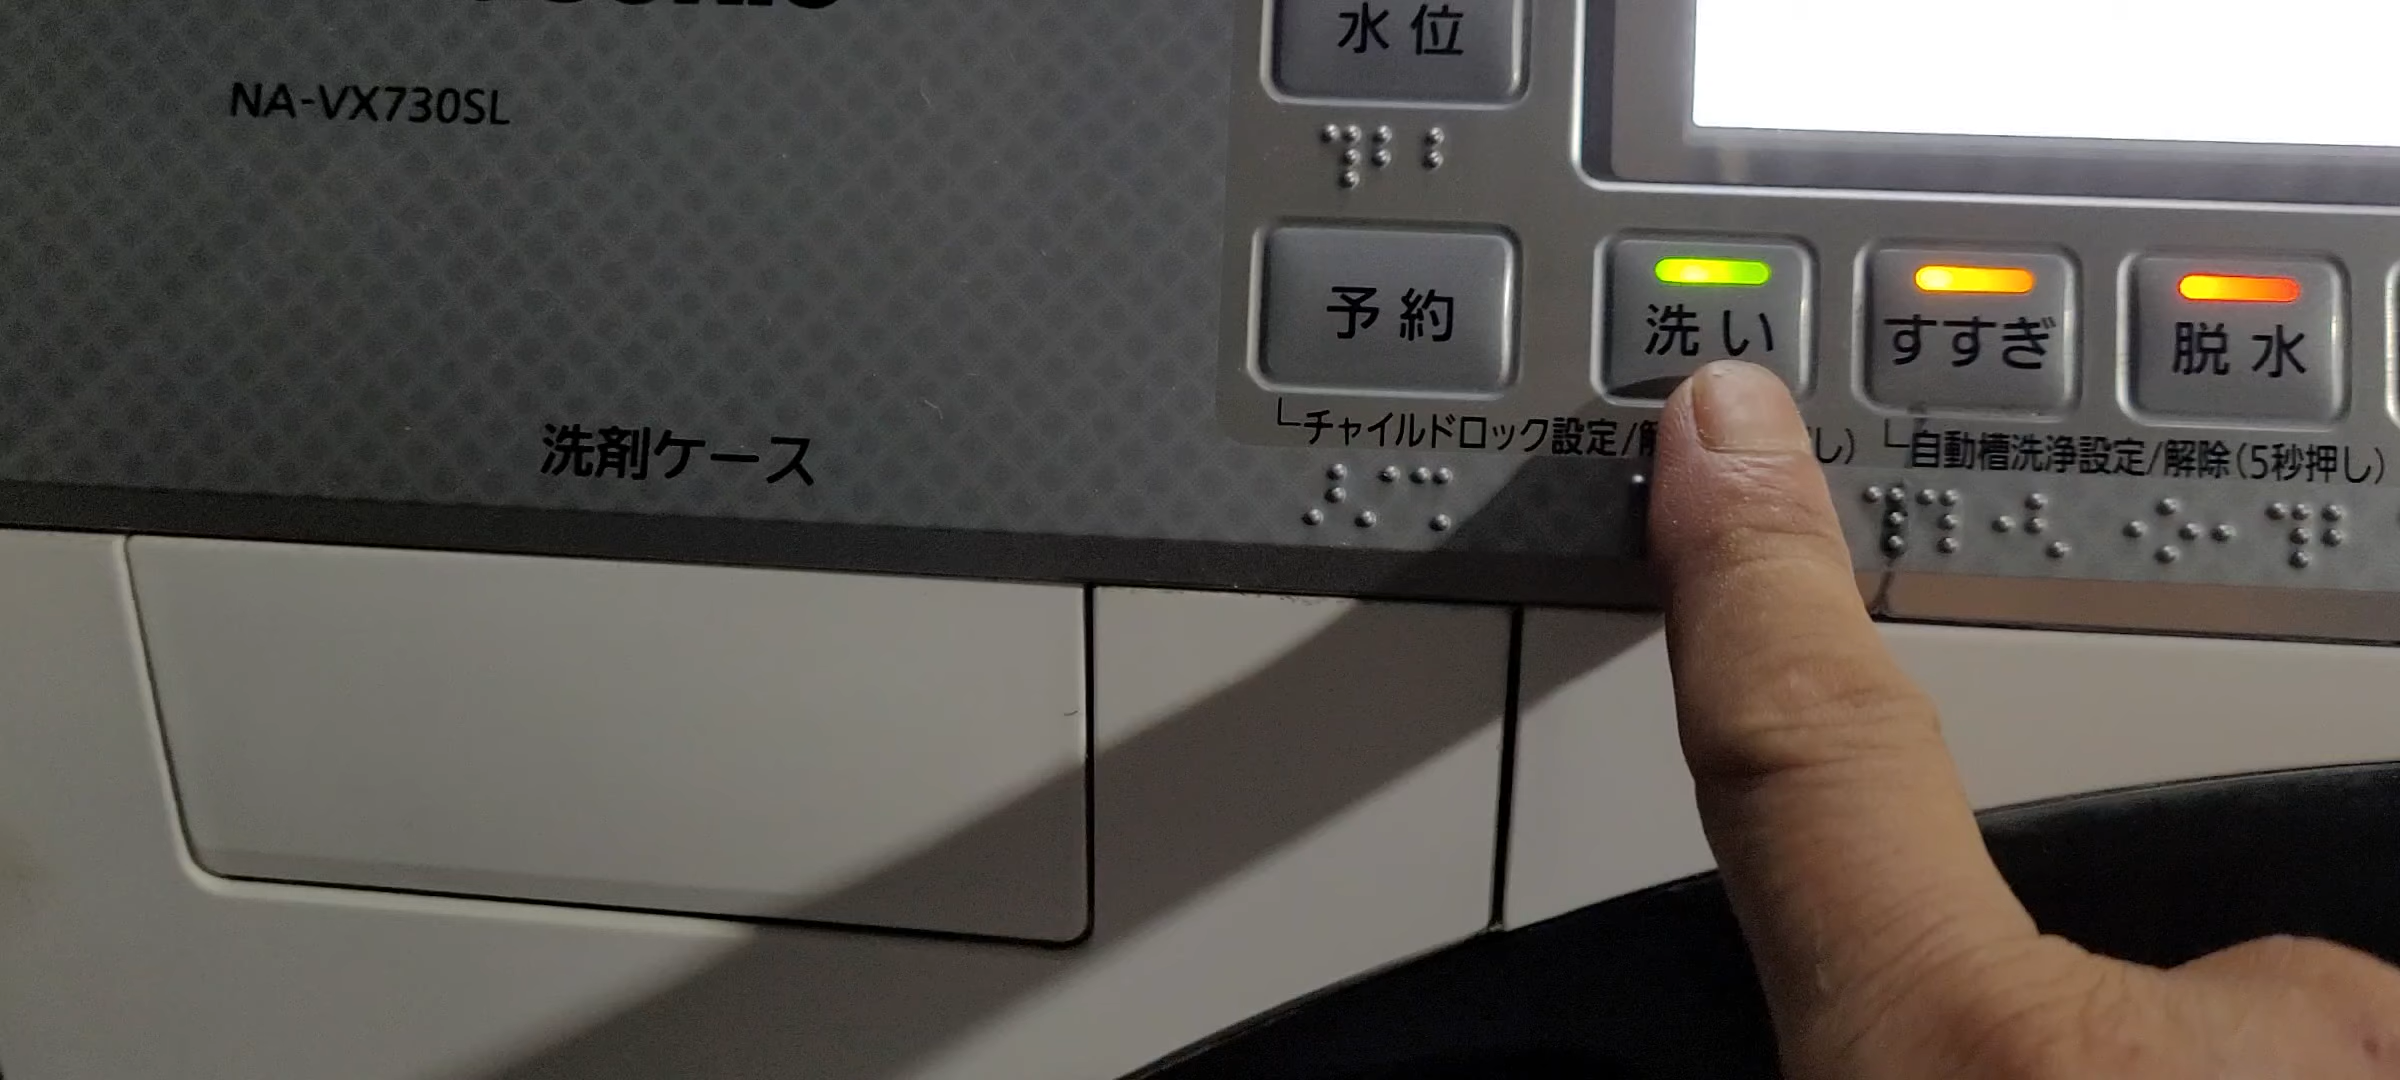 水位
NA-VX730SL
予約
洗い
すすぎ
脱水
└チャイルドロック設定/解 し)
└自動槽洗浄設定/解除(5秒押し)
洗剤ケース